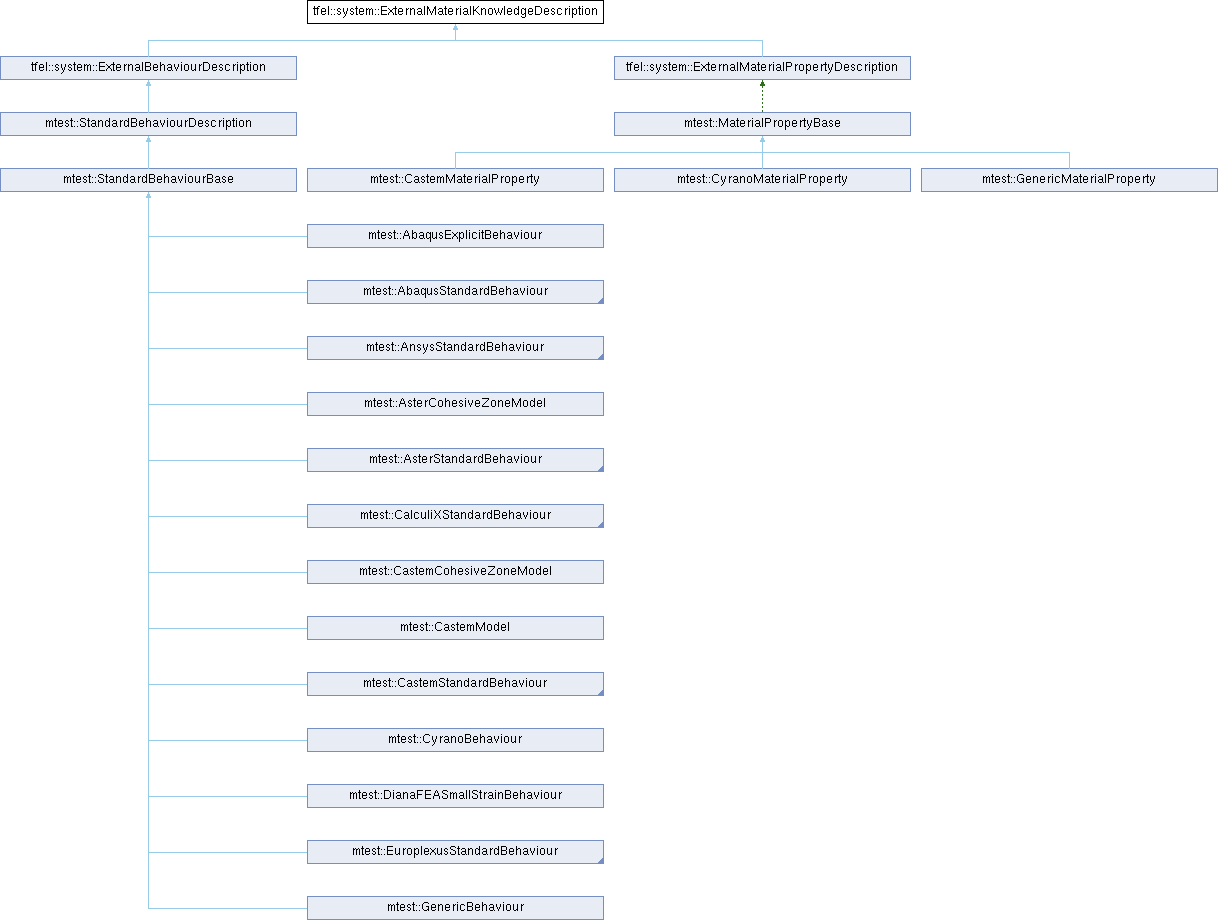 tfel::system::ExternalMaterialKnowledgeDescription
tfel::system::ExternalBehaviourDescription
tfel::system::ExternalMaterialPropertyDescription
mtest::StandardBehaviourDescription
mtest::MaterialPropertyBase
mtest::StandardBehaviourBase
mtest::CastemMaterialProperty
mtest::CyranoMaterialProperty
mtest::GenericMaterialProperty
mtest::AbaqusExplicitBehaviour
mtest::AbaqusStandardBehaviour
mtest::AnsysStandardBehaviour
mtest::AsterCohesiveZoneModel
mtest::AsterStandardBehaviour
mtest::CalculiXStandardBehaviour
mtest::CastemCohesiveZoneModel
mtest::CastemModel
mtest::CastemStandardBehaviour
mtest::CyranoBehaviour
mtest::DianaFEASmallStrainBehaviour
mtest::EuroplexusStandardBehaviour
mtest::GenericBehaviour